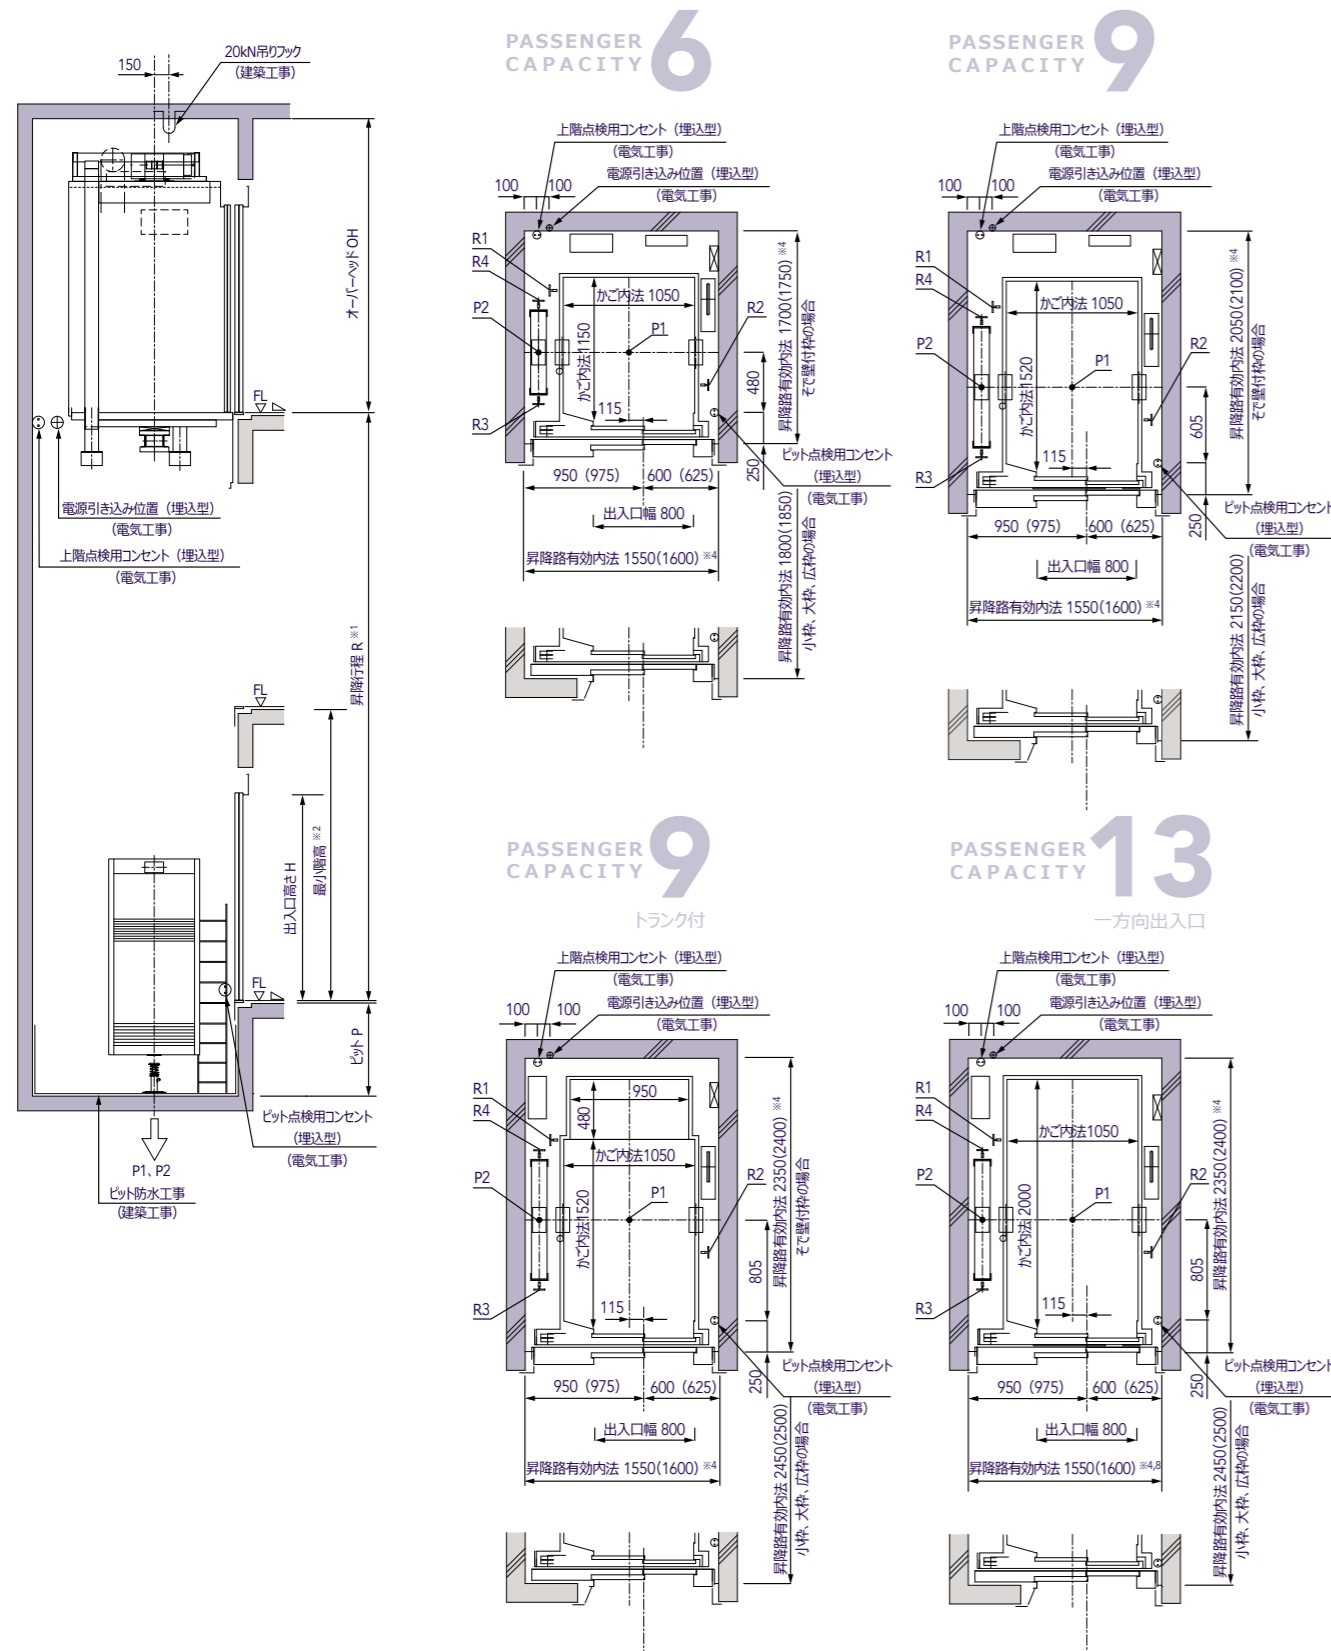 150
20kN吊りフック
(建築工事)
オーバーヘッド OH
FL
電源引き込み位置（埋込型）
(電気工事)
上階点検用コンセント（埋込型）
(電気工事)
昇降行程 R ※1
FL
最小階高 ※2
出入口高さ H
FL
ピット P
ピット点検用コンセント
(埋込型)
(電気工事)
P1、P2
ピット防水工事
(建築工事)
PASSENGER
CAPACITY 6
上階点検用コンセント（埋込型）
(電気工事)
電源引き込み位置（埋込型）
(電気工事)
100 100
R1
R4
P2
R3
かご内法 1050
かご内法1150
P1
R2
115
480
250
昇降路有効内法 1700(1750) ※4
そで壁付枠の場合
ピット点検用コンセント
(埋込型)
(電気工事)
950 (975) 600 (625)
出入口幅 800
昇降路有効内法 1550(1600) ※4
昇降路有効内法 1800(1850)
小枠、大枠、広枠の場合
PASSENGER
CAPACITY 9
上階点検用コンセント（埋込型）
(電気工事)
電源引き込み位置（埋込型）
(電気工事)
100 100
R1
R4
P2
R3
かご内法 1050
かご内法1520
P1
R2
115
605
250
昇降路有効内法 2050(2100) ※4
そで壁付枠の場合
ピット点検用コンセント
(埋込型)
(電気工事)
950 (975) 600 (625)
出入口幅 800
昇降路有効内法 1550(1600) ※4
昇降路有効内法 2150(2200)
小枠、大枠、広枠の場合
PASSENGER
CAPACITY 9
トランク付
上階点検用コンセント（埋込型）
(電気工事)
電源引き込み位置（埋込型）
(電気工事)
100 100
R1
R4
P2
R3
950
480
かご内法1050
かご内法1520
P1
R2
115
805
250
昇降路有効内法 2350(2400) ※4
そで壁付枠の場合
ピット点検用コンセント
(埋込型)
(電気工事)
950 (975) 600 (625)
出入口幅 800
昇降路有効内法 1550(1600) ※4
昇降路有効内法 2450(2500)
小枠、大枠、広枠の場合
PASSENGER
CAPACITY 13
一方向出入口
上階点検用コンセント（埋込型）
(電気工事)
電源引き込み位置（埋込型）
(電気工事)
100 100
R1
R4
P2
R3
かご内法1050
かご内法 2000
P1
R2
115
805
250
昇降路有効内法 2350(2400) ※4
そで壁付枠の場合
ピット点検用コンセント
(埋込型)
(電気工事)
950 (975) 600 (625)
出入口幅 800
昇降路有効内法 1550(1600) ※4,8
昇降路有効内法 2450(2500)
小枠、大枠、広枠の場合